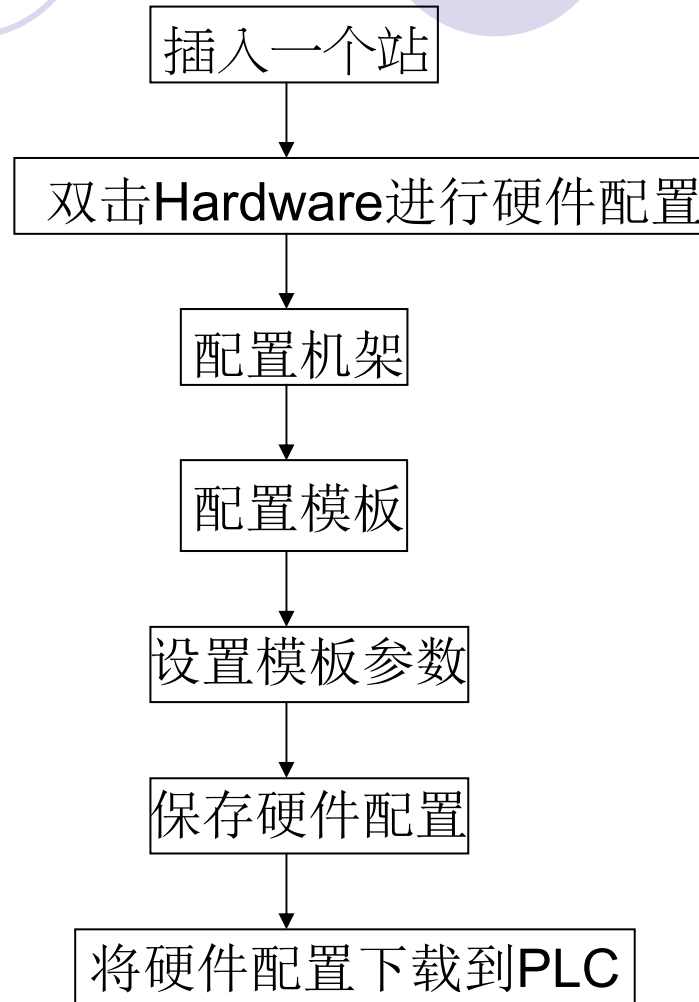 插入一个站
双击Hardware进行硬件配置
配置机架
配置模板
设置模板参数
保存硬件配置
将硬件配置下载到PLC